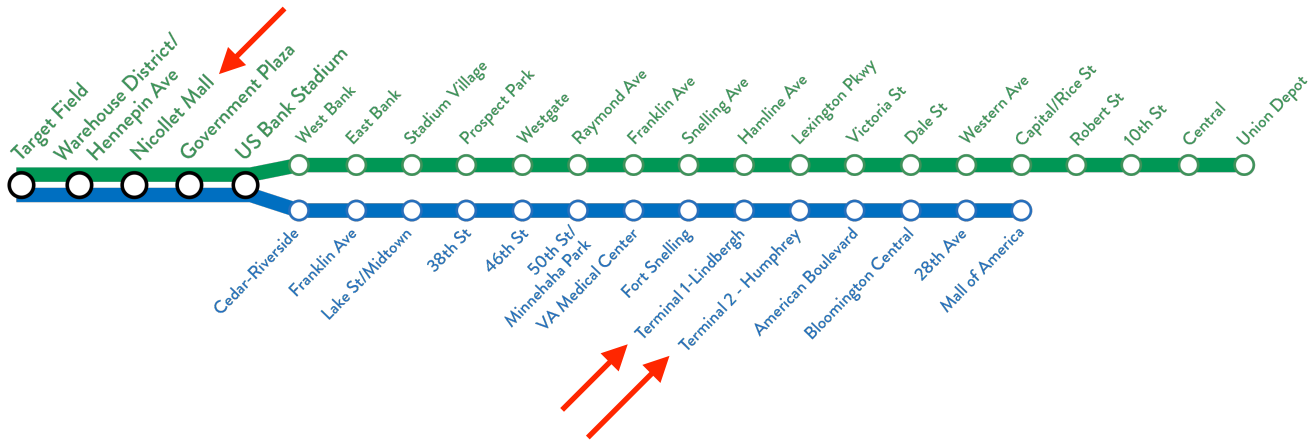 Target Field
Warehouse District/
Hennepin Ave
Nicollet Mall
Government Plaza
US Bank Stadium
West Bank
East Bank
Stadium Village
Prospect Park
Westgate
Raymond Ave
Franklin Ave
Snelling Ave
Hamline Ave
Lexington Pkwy
Victoria St
Dale St
Western Ave
Capital/Rice St
Robert St
10th St
Central
Union Depot
Cedar-Riverside
Franklin Ave
Lake St/Midtown
38th St
46th St
50th St/
Minnehaha Park
VA Medical Center
Fort Snelling
Terminal 1-Lindbergh
Terminal 2 - Humphrey
American Boulevard
Bloomington Central
28th Ave
Mall of America